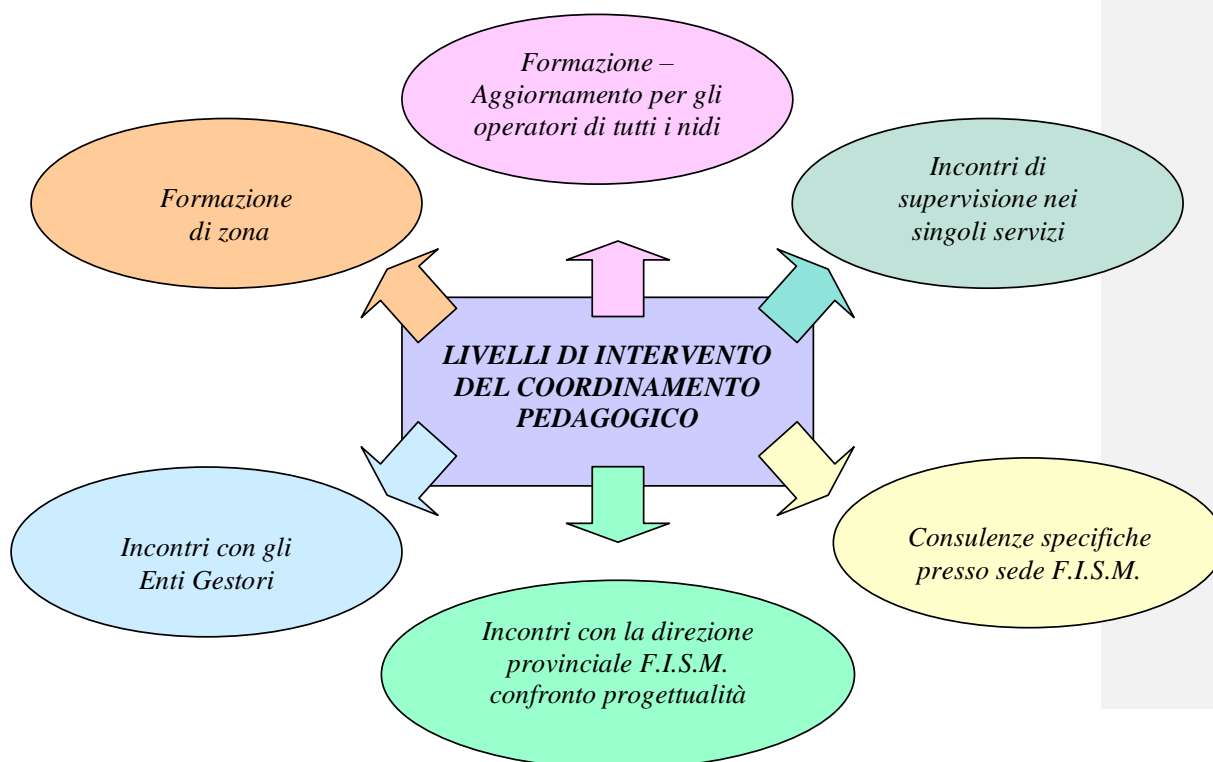 Formazione –
Aggiornamento per gli
operatori di tutti i nidi
Formazione
di zona
Incontri di
supervisione nei
singoli servizi
LIVELLI DI INTERVENTO
DEL COORDINAMENTO
PEDAGOGICO
Incontri con gli
Enti Gestori
Consulenze specifiche
presso sede F.I.S.M.
Incontri con la direzione
provinciale F.I.S.M.
confronto progettualità